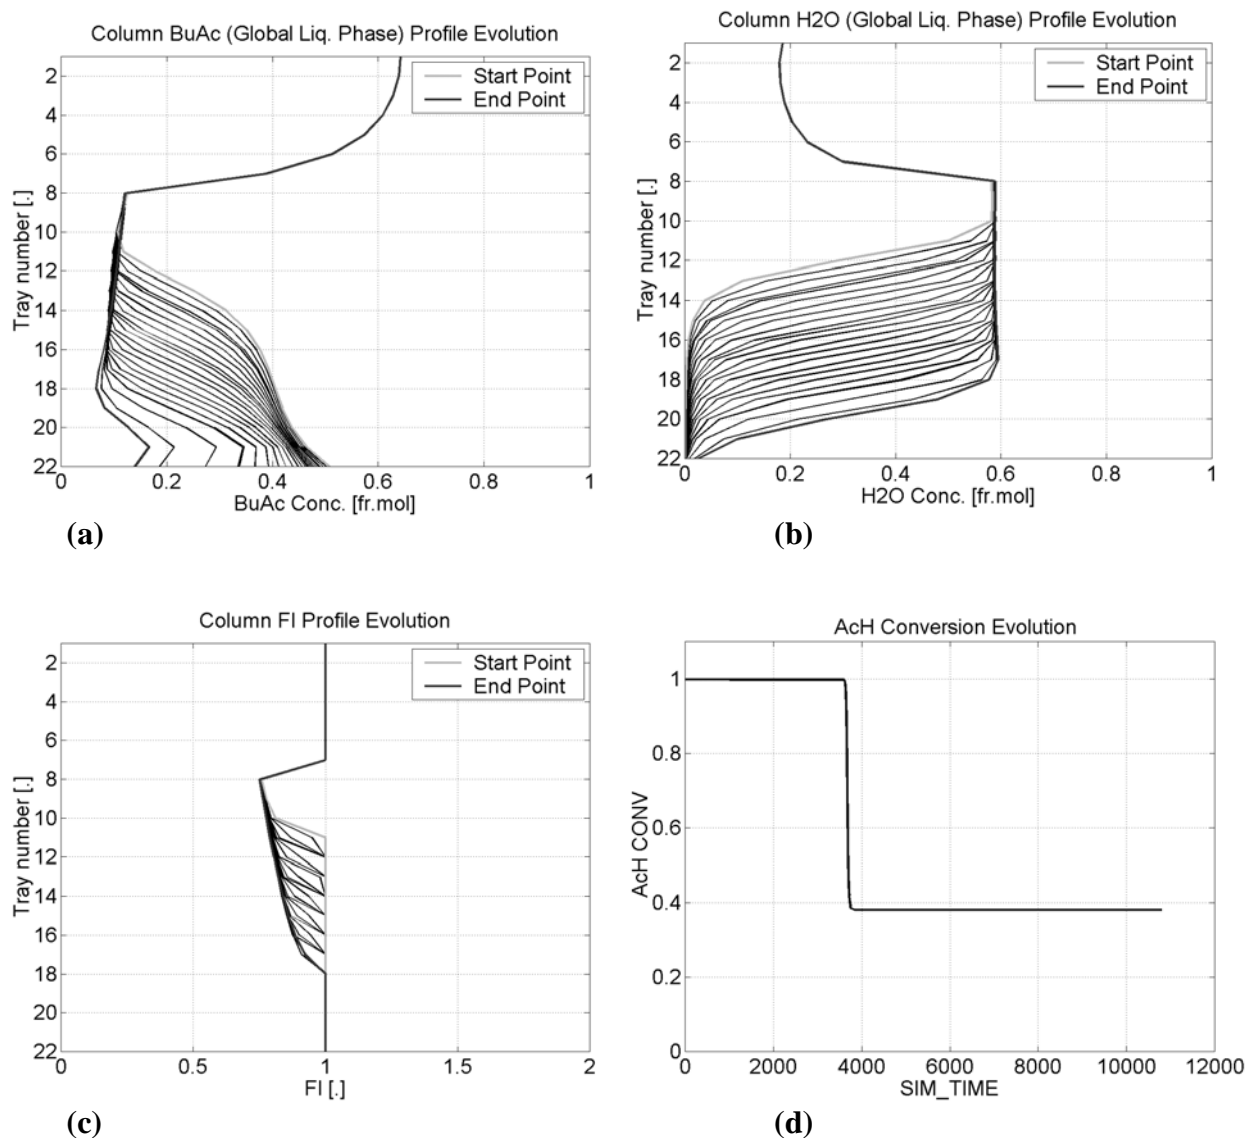 Column BuAc (Global Liq. Phase) Profile Evolution
Start Point
End Point
2
4
6
8
10
12
14
16
18
20
22
Tray number [.]
0
0.2
0.4
0.6
0.8
1
BuAc Conc. [fr.mol]
(a)
Column H2O (Global Liq. Phase) Profile Evolution
Start Point
End Point
2
4
6
8
10
12
14
16
18
20
22
Tray number [.]
0
0.2
0.4
0.6
0.8
1
H2O Conc. [fr.mol]
(b)
Column FI Profile Evolution
Start Point
End Point
2
4
6
8
10
12
14
16
18
20
22
Tray number [.]
0
0.5
1
1.5
2
FI [.]
(c)
AcH Conversion Evolution
1
0.8
0.6
0.4
0.2
0
AcH CONV
0
2000
4000
6000
8000
10000
12000
SIM_TIME
(d)